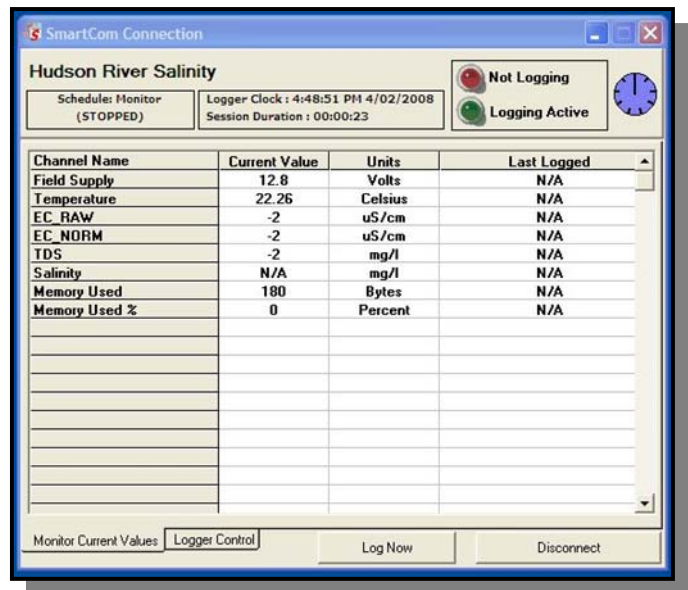 SmartCom Connection
Hudson River Salinity
Schedule: Monitor
(STOPPED)
Logger Clock : 4:48:51 PM 4/02/2008
Session Duration : 00:00:23
Not Logging
Logging Active
Channel Name Current Value Units Last Logged
Field Supply 12.8 Volts N/A
Temperature 22.26 Celsius N/A
EC_RAW -2 uS/cm N/A
EC_NORM -2 uS/cm N/A
TDS -2 mg/l N/A
Salinity N/A mg/l N/A
Memory Used 180 Bytes N/A
Memory Used % 0 Percent N/A
Monitor Current Values Logger Control Log Now Disconnect